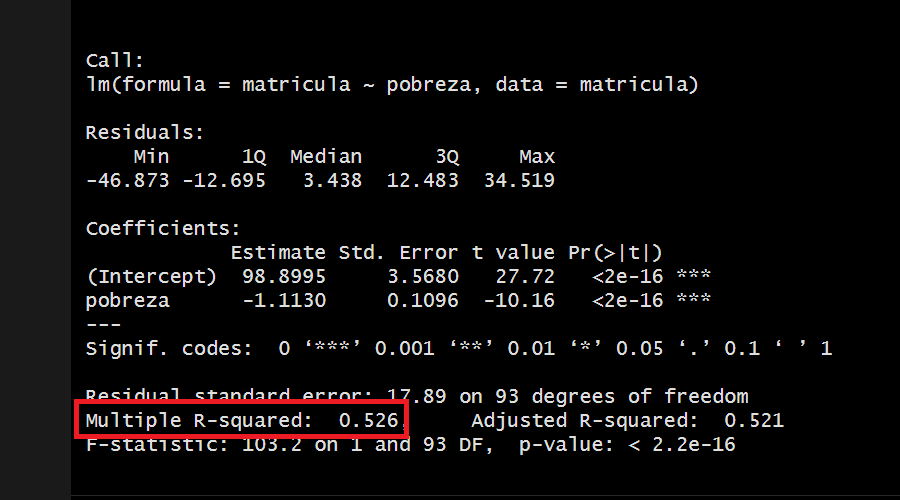 Call:
lm(formula = matricula ~ pobreza, data = matricula)
Residuals:
    Min      1Q  Median      3Q     Max
-46.873 -12.695   3.438  12.483  34.519
Coefficients:
            Estimate Std. Error t value Pr(>|t|)
(Intercept)  98.8995     3.5680   27.72   <2e-16 ***
pobreza      -1.1130     0.1096  -10.16   <2e-16 ***
---
Signif. codes:  0 ‘***’ 0.001 ‘**’ 0.01 ‘*’ 0.05 ‘.’ 0.1 ‘ ’ 1
Residual standard error: 17.89 on 93 degrees of freedom
Multiple R-squared:  0.526,     Adjusted R-squared:  0.521
F-statistic: 103.2 on 1 and 93 DF,  p-value: < 2.2e-16